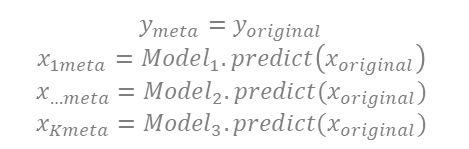 y_meta = y_original
x_1meta = Model_1.predict(x_original)
x_...meta = Model_2.predict(x_original)
x_Kmeta = Model_3.predict(x_original)